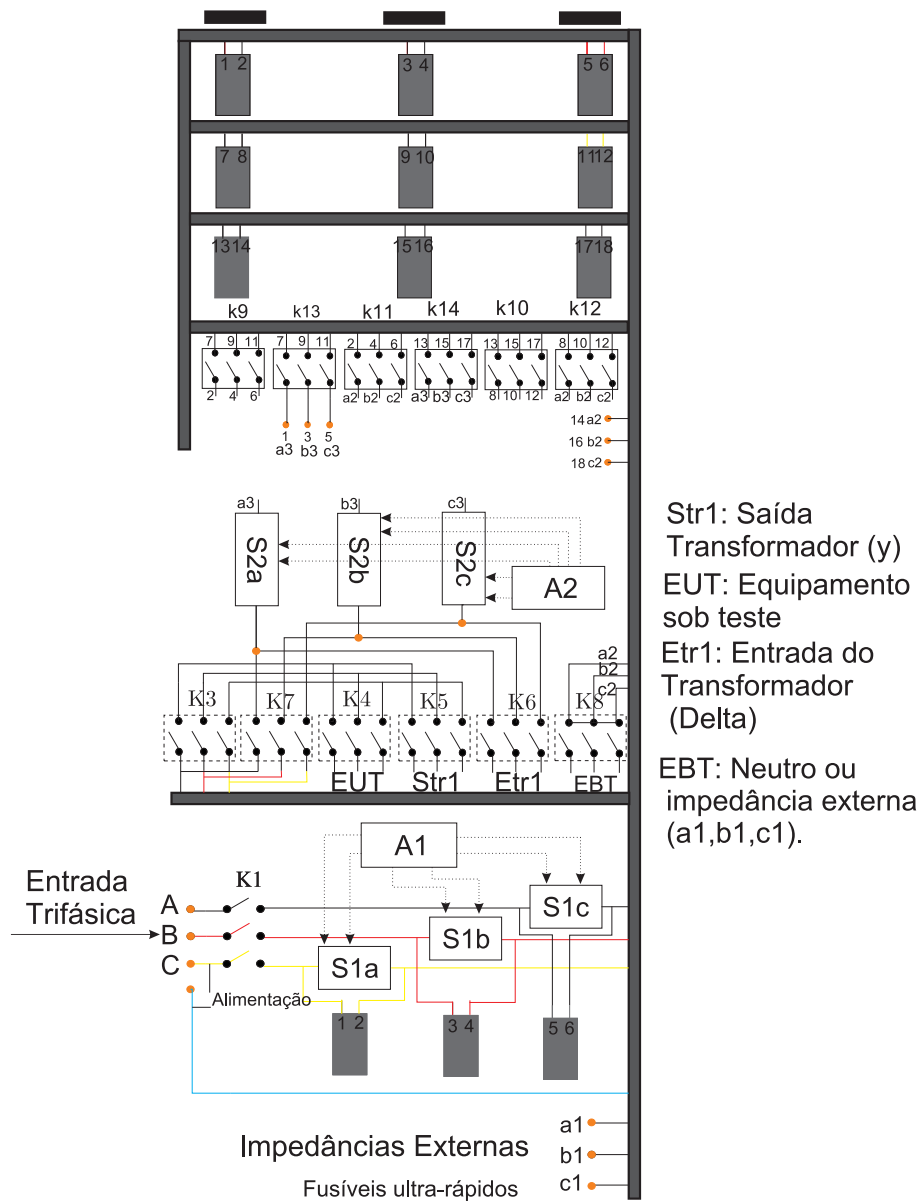 1 2 3 4 5 6
7 8 9 10 11 12
13 14 15 16 17 18
k9 k13 k11 k14 k10 k12
7 9 11 7 9 11 2 4 6 13 15 17 13 15 17 8 10 12
2 4 6 a2 b2 c2 a3 b3 c3 8 10 12 a2 b2 c2
1 3 5
a3 b3 c3
14 a2
16 b2
18 c2
a3 b3 c3
S2a S2b S2c
A2
a2
b2
c2
K3 K7 K4 K5 K6 K8
EUT Str1 Etr1 EBT
Str1: Saída
Transformador (y)
EUT: Equipamento
sob teste
Etr1: Entrada do
Transformador
(Delta)
EBT: Neutro ou
impedância externa
(a1,b1,c1).
A1
Entrada
Trifásica
K1
A
B
C
S1c
S1b
S1a
Alimentação
1 2 3 4 5 6
Impedâncias Externas
Fusíveis ultra-rápidos
a1
b1
c1